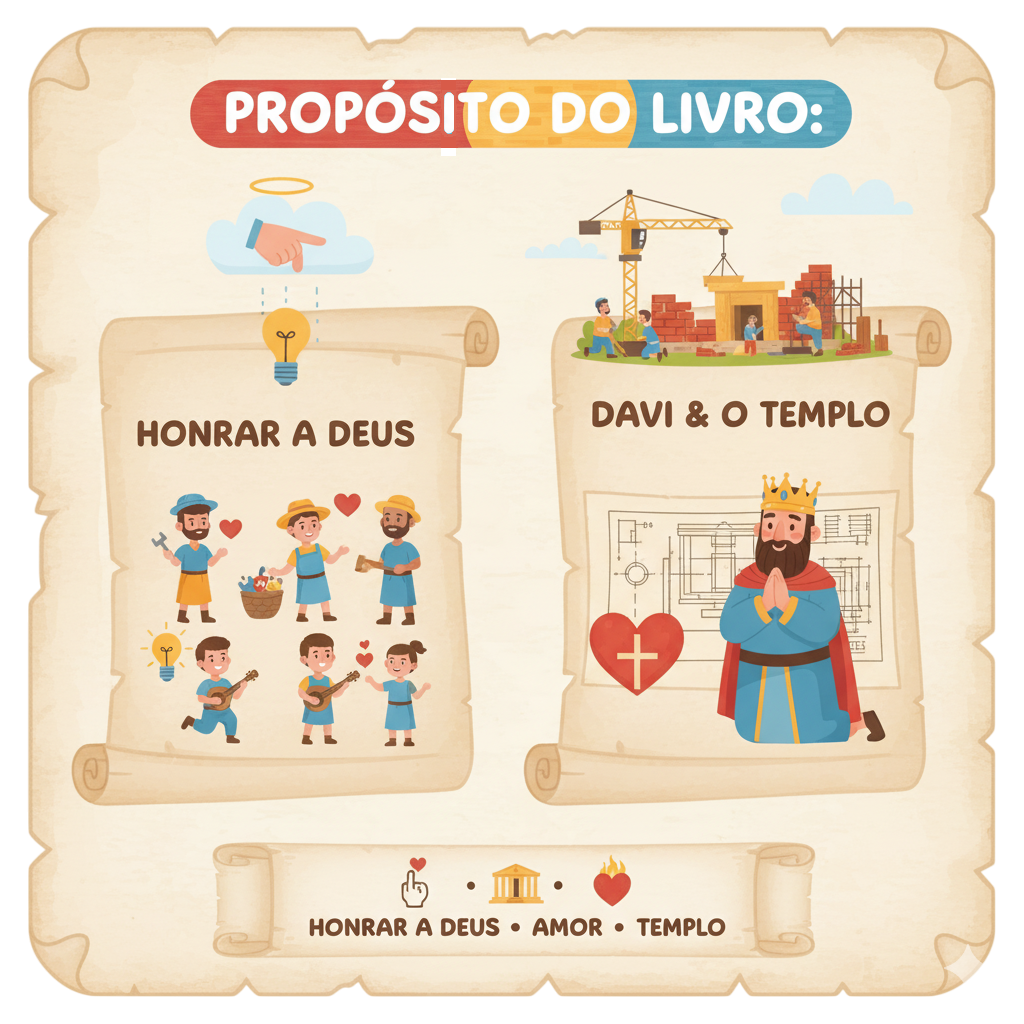 PROPÓSITO DO LIVRO:
HONRAR A DEUS
DAVI & O TEMPLO
HONRAR A DEUS • AMOR • TEMPLO